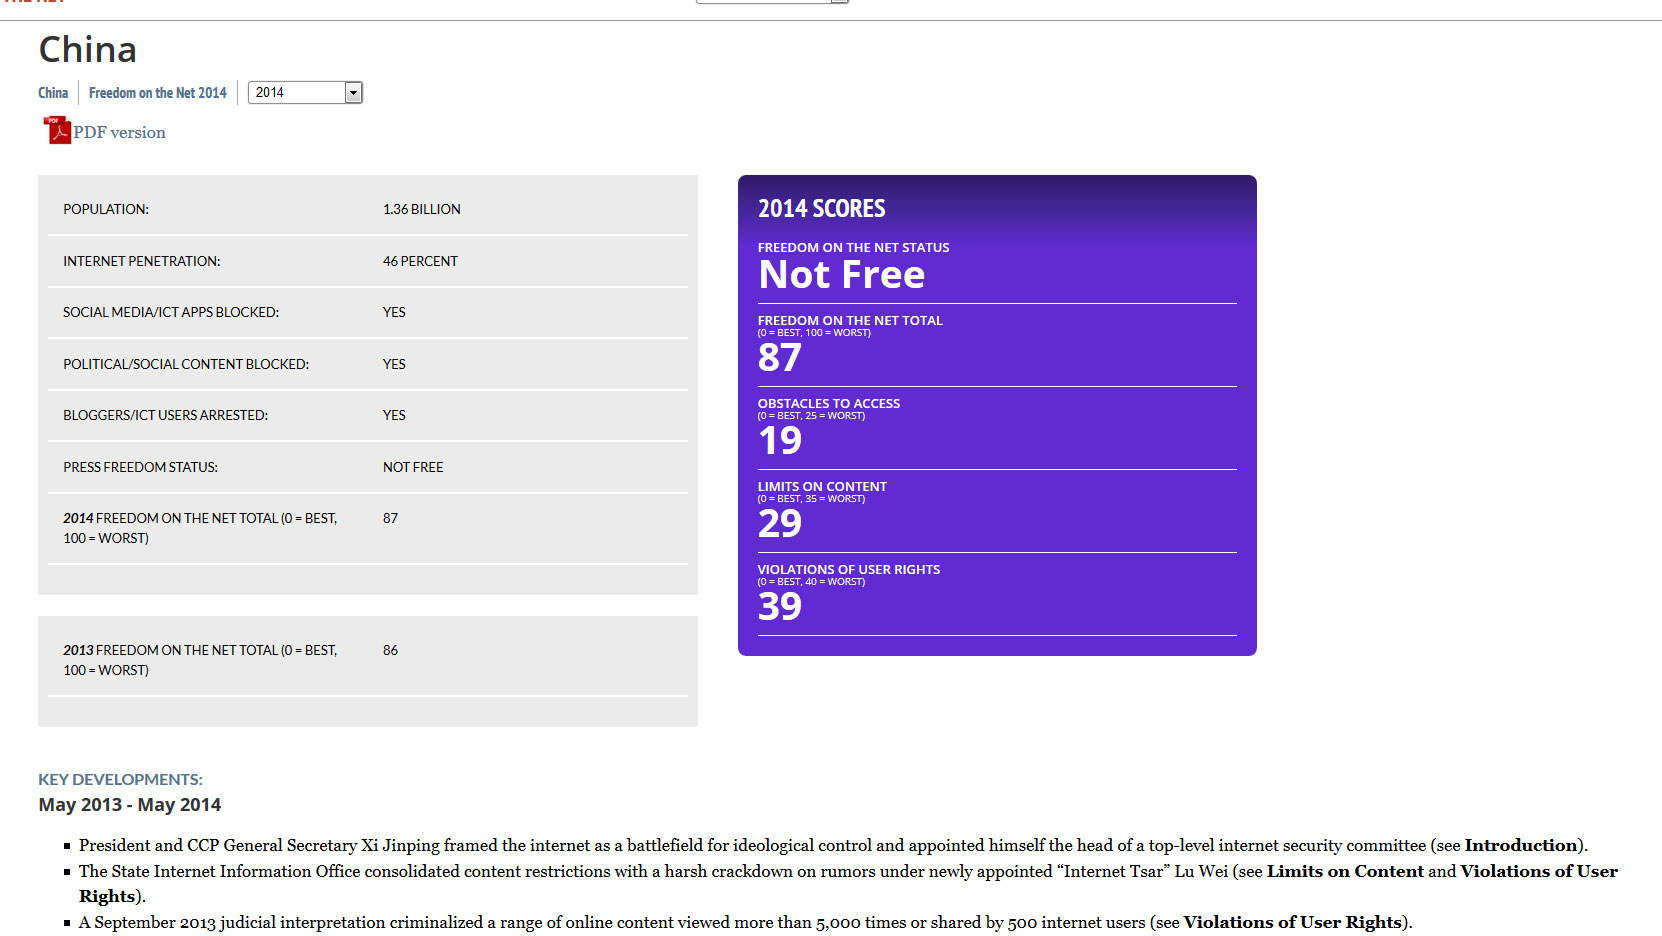 China
China
Freedom on the Net 2014
2014
PDF version
POPULATION: 1.36 BILLION
INTERNET PENETRATION: 46 PERCENT
SOCIAL MEDIA/ICT APPS BLOCKED: YES
POLITICAL/SOCIAL CONTENT BLOCKED: YES
BLOGGERS/ICT USERS ARRESTED: YES
PRESS FREEDOM STATUS: NOT FREE
2014 FREEDOM ON THE NET TOTAL (0 = BEST, 87
100 = WORST)
2013 FREEDOM ON THE NET TOTAL (0 = BEST, 86
100 = WORST)
2014 SCORES
FREEDOM ON THE NET STATUS
Not Free
FREEDOM ON THE NET TOTAL
(0 = BEST, 100 = WORST)
87
OBSTACLES TO ACCESS
(0 = BEST, 25 = WORST)
19
LIMITS ON CONTENT
(0 = BEST, 35 = WORST)
29
VIOLATIONS OF USER RIGHTS
(0 = BEST, 40 = WORST)
39
KEY DEVELOPMENTS:
May 2013 - May 2014
President and CCP General Secretary Xi Jinping framed the internet as a battlefield for ideological control and appointed himself the head of a top-level internet security committee (see Introduction).
The State Internet Information Office consolidated content restrictions with a harsh crackdown on rumors under newly appointed “Internet Tsar” Lu Wei (see Limits on Content and Violations of User
Rights).
A September 2013 judicial interpretation criminalized a range of online content viewed more than 5,000 times or shared by 500 internet users (see Violations of User Rights).